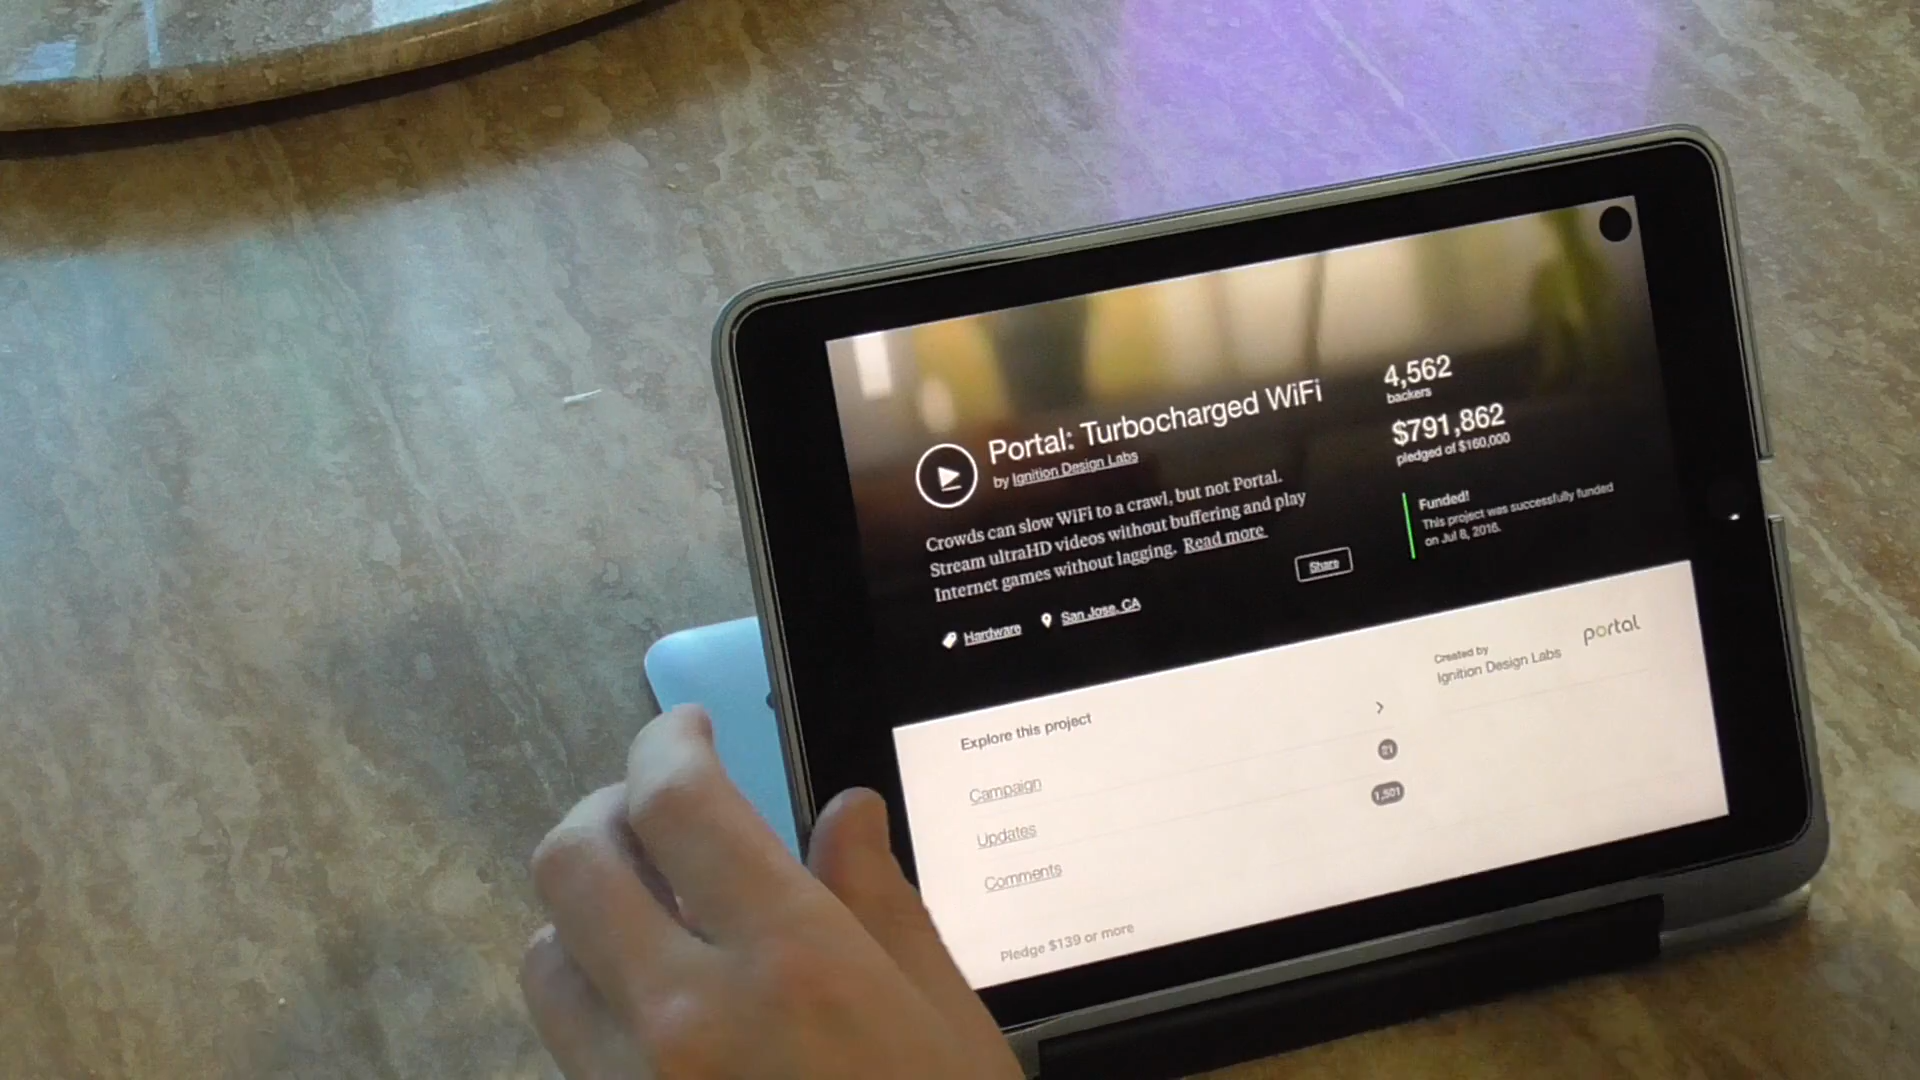 Portal: Turbocharged WiFi
by Ignition Design Labs
Crowds can slow WiFi to a crawl, but not Portal.
Stream ultraHD videos without buffering and play
Internet games without lagging. Read more
Share
Hardware
San Jose, CA
4,562
backers
$791,862
pledged of $160,000
Funded!
This project was successfully funded
on Jul 8, 2016.
Created by
Ignition Design Labs
portal
Explore this project
Campaign
Updates
21
Comments
1,501
Pledge $139 or more